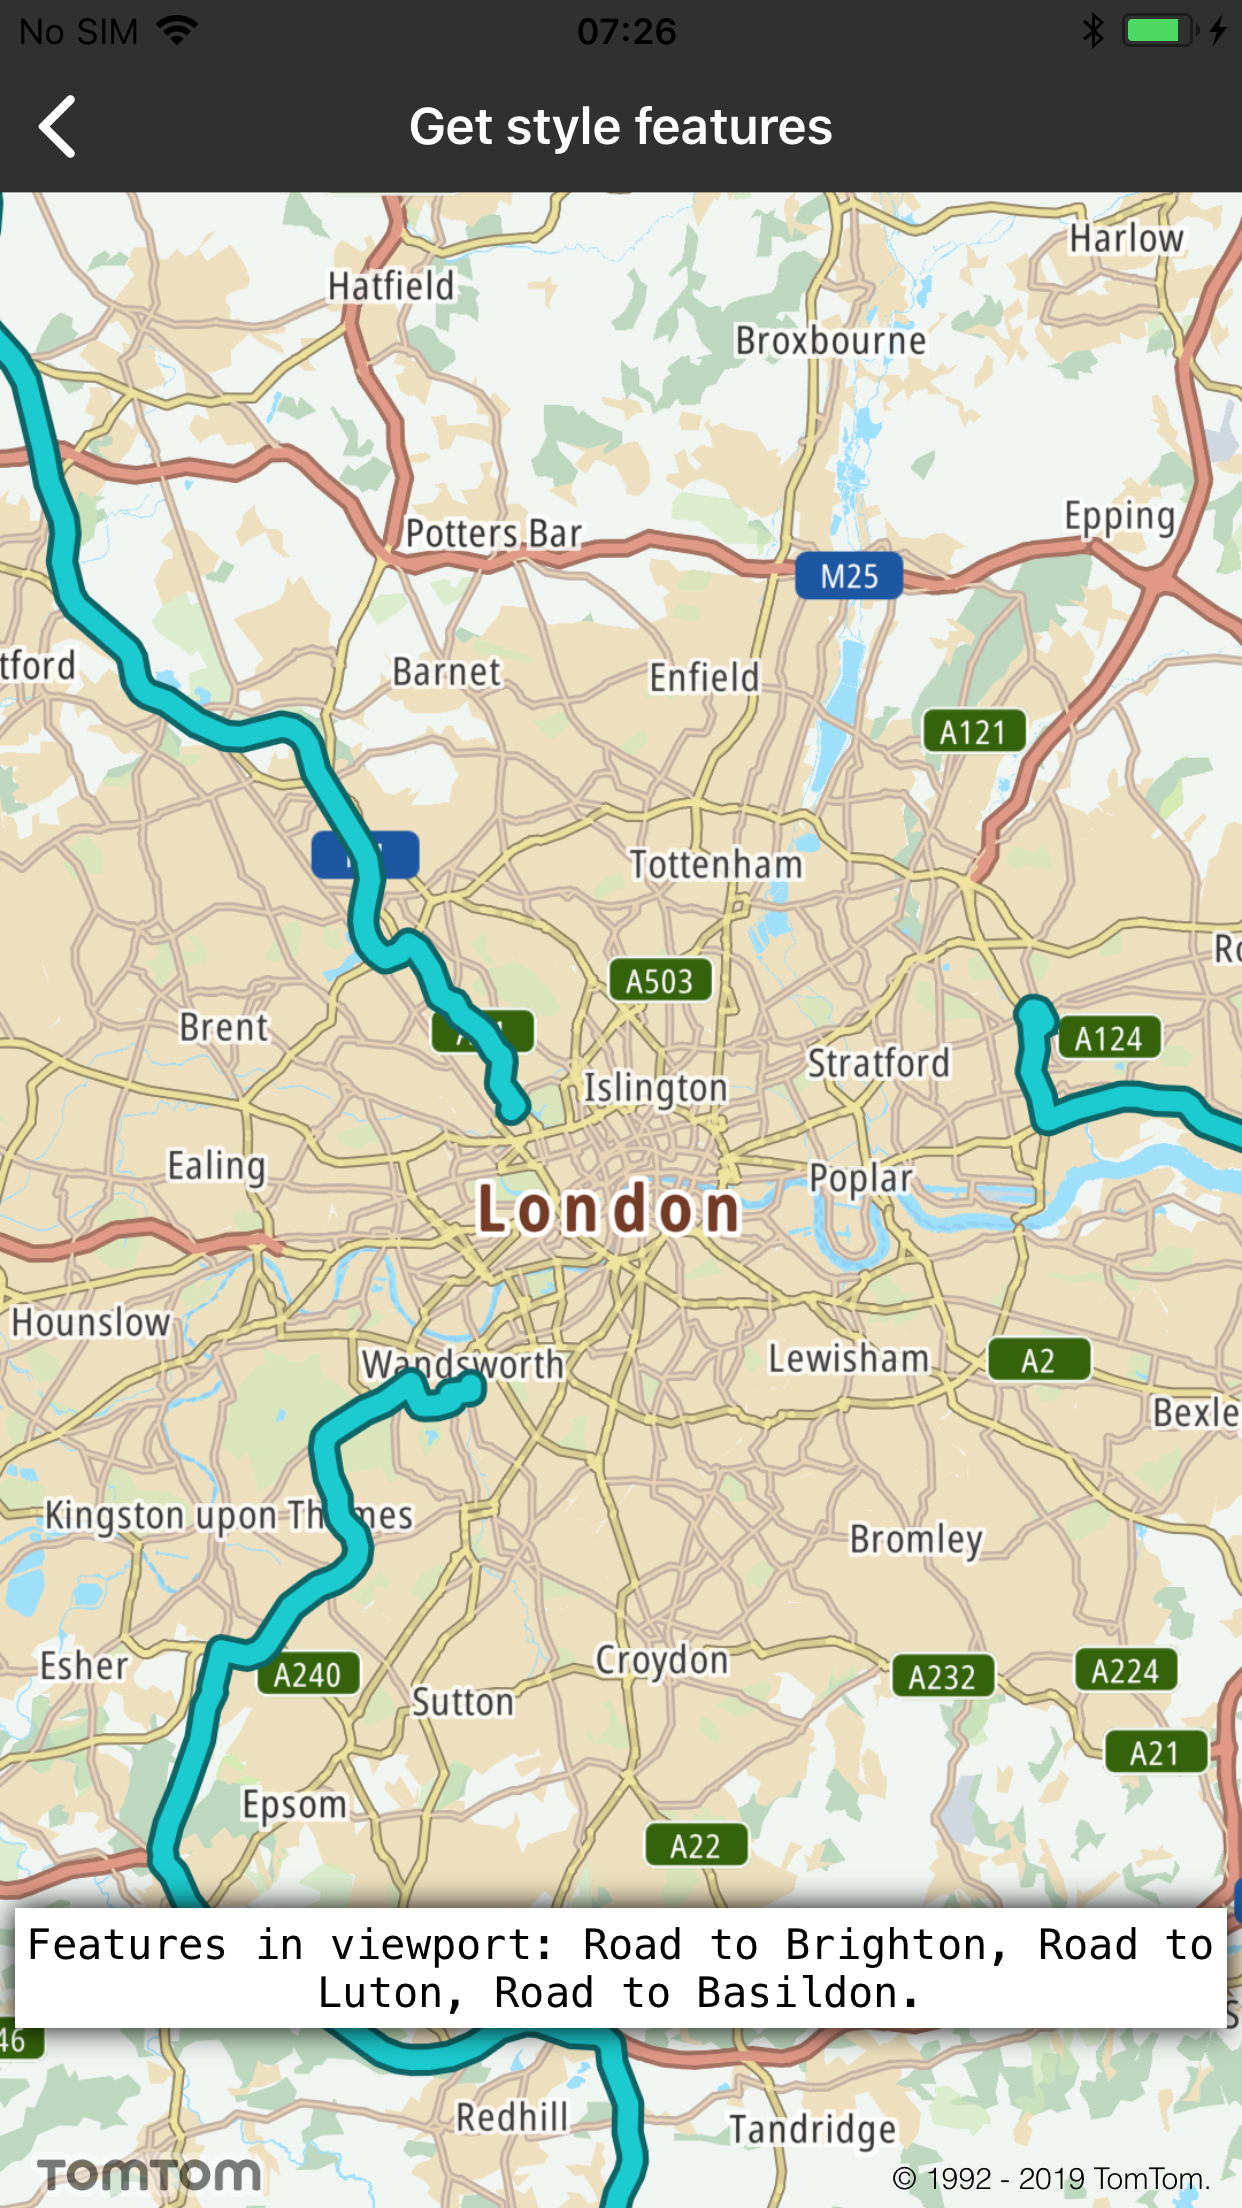 No SIM
07:26
Get style features
Harlow
Hatfield
Broxbourne
Epping
Potters Bar
M25
tford
Barnet
Enfield
A121
Tottenham
A503
Brent
A124
Stratford
Islington
Ealing
Poplar
London
Hounslow
Wandsworth
Lewisham
A2
Bexle
Kingston upon Th mes
Bromley
Esher
A240
Croydon
A232
A224
Sutton
A21
Epsom
A22
Features in viewport: Road to Brighton, Road to
Luton, Road to Basildon.
46
Redhill
Tandridge
TOMTOM
© 1992 - 2019 TomTom.